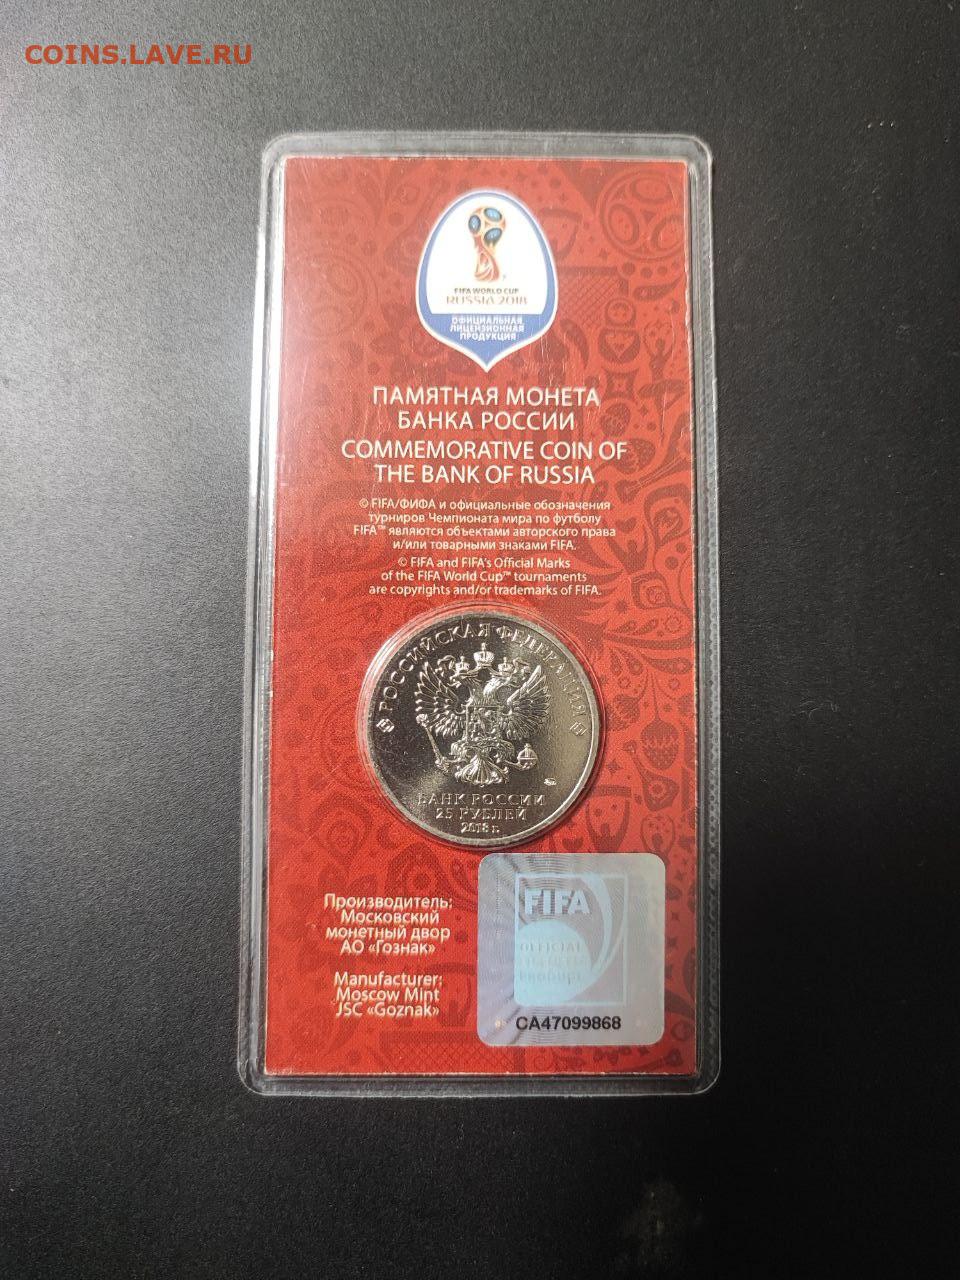 COINS.LAVE.RU
FIFA WORLD CUP
RUSSIA 2018
ОФИЦИАЛЬНАЯ
ЛИЦЕНЗИОННАЯ
ПРОДУКЦИЯ
ПАМЯТНАЯ МОНЕТА
БАНКА РОССИИ
COMMEMORATIVE COIN OF
THE BANK OF RUSSIA
© FIFA/ФИФА и официальные обозначения
турниров Чемпионата мира по футболу
FIFA™ являются объектами авторского права
и/или товарными знаками FIFA.
© FIFA and FIFA's Official Marks
of the FIFA World Cup™ tournaments
are copyrights and/or trademarks of FIFA.
РОССИЙСКАЯ ФЕДЕРАЦИЯ
БАНК РОССИИ
25 РУБЛЕЙ
2018 г.
Производитель:
Московский
монетный двор
АО «Гознак»
Manufacturer:
Moscow Mint
JSC «Goznak»
FIFA
OFFICIAL
PRODUCT
CA47099868